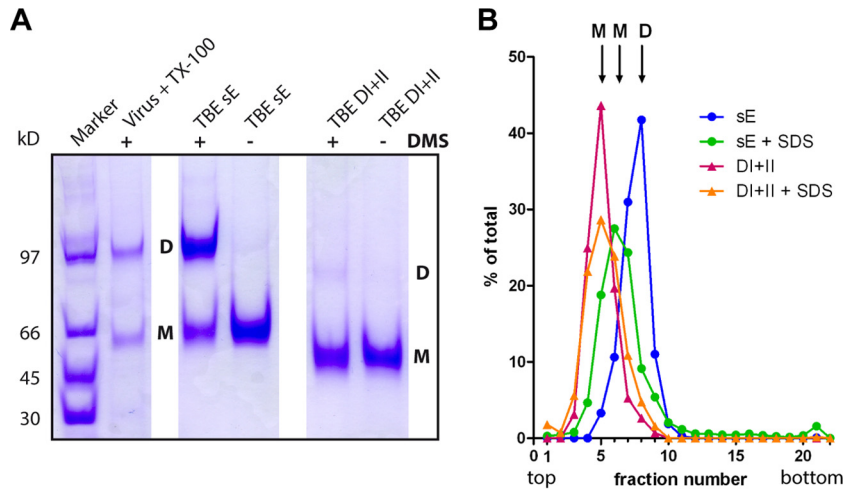 A
Marker
Virus + TX-100
TBE sE
TBE sE
TBE DI+II
TBE DI+II
kD
+ + - + - DMS
97
66
45
30
D
M
D
M
B
M M D
50
40
30
20
10
0
% of total
sE
sE + SDS
DI+II
DI+II + SDS
0 1 5 10 15 20
top fraction number bottom